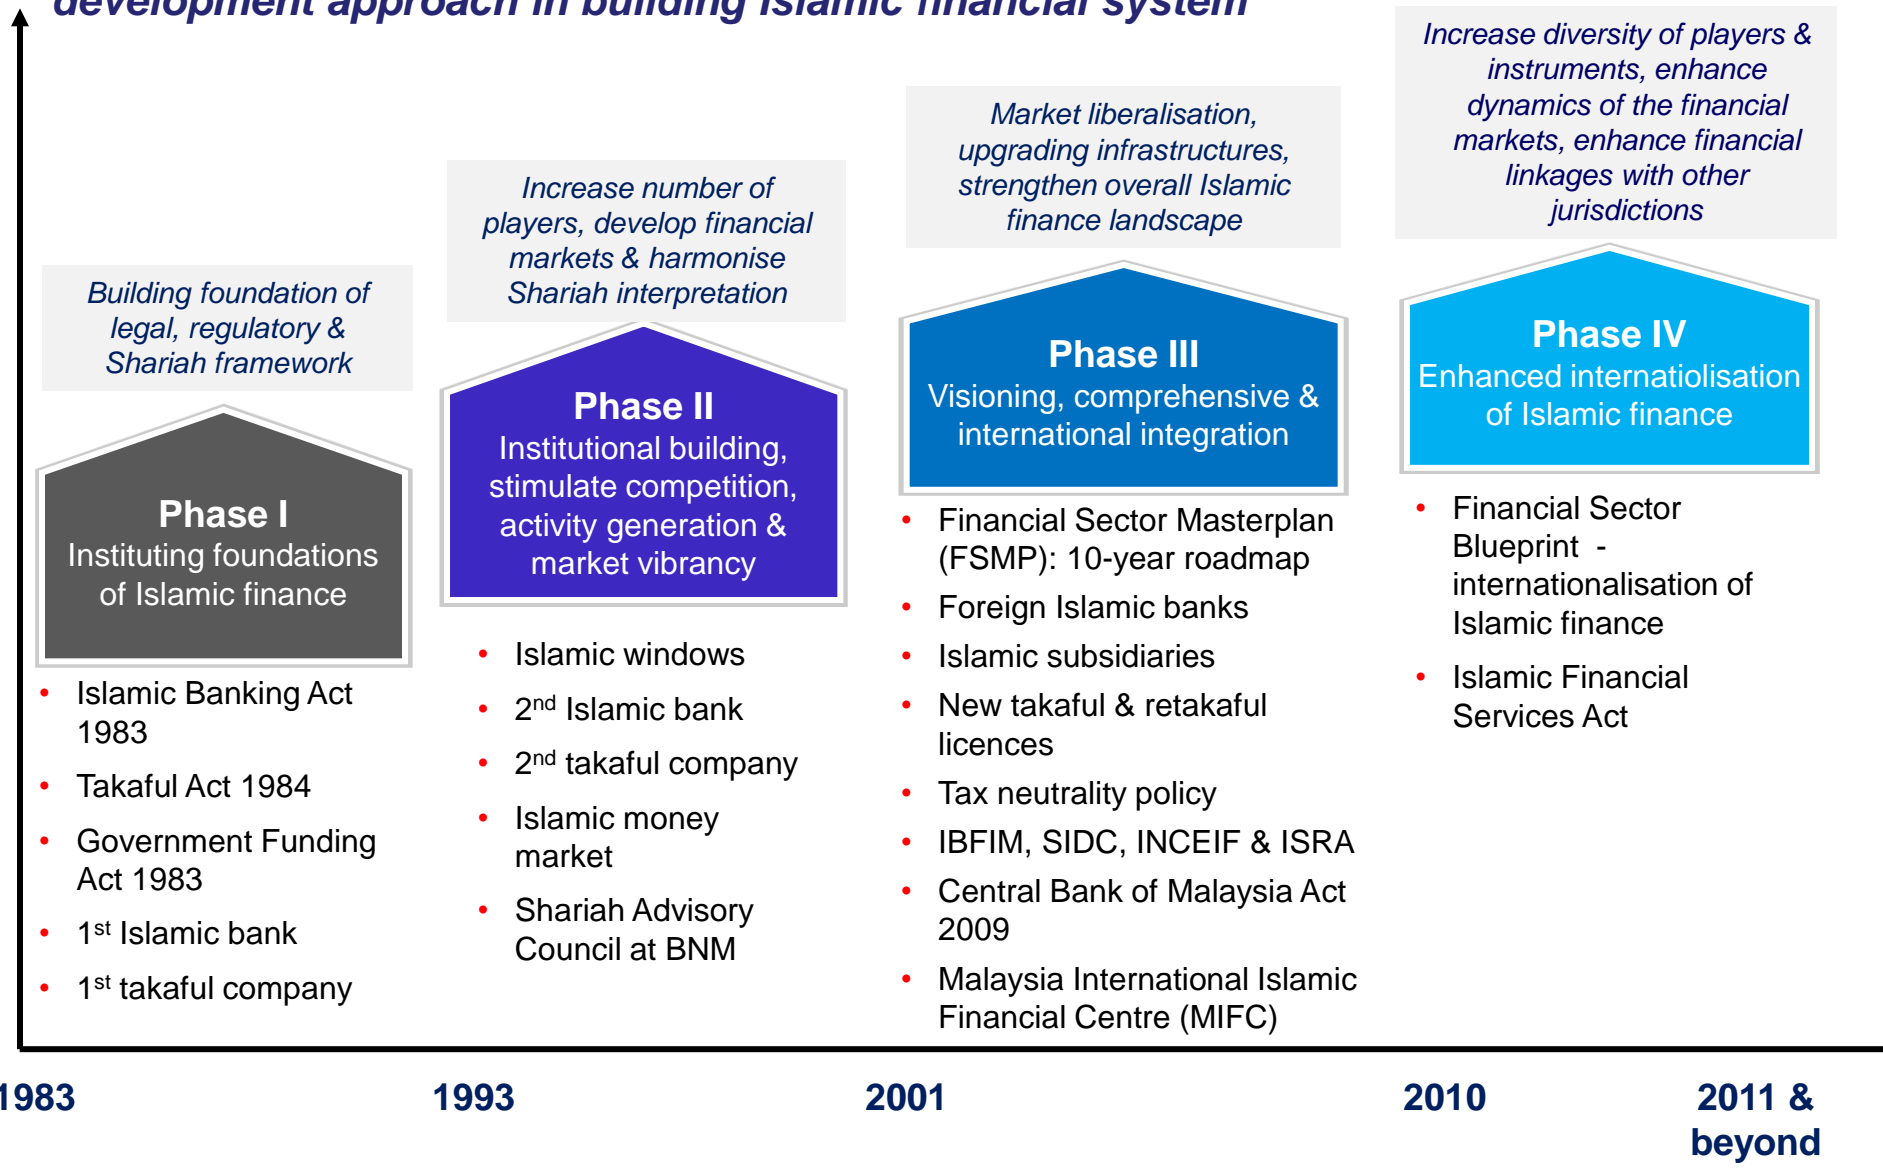 development approach in building Islamic financial system
Building foundation of
legal, regulatory &
Shariah framework
Phase I
Instituting foundations
of Islamic finance
• Islamic Banking Act
1983
• Takaful Act 1984
• Government Funding
Act 1983
• 1st Islamic bank
• 1st takaful company
Increase number of
players, develop financial
markets & harmonise
Shariah interpretation
Phase II
Institutional building,
stimulate competition,
activity generation &
market vibrancy
• Islamic windows
• 2nd Islamic bank
• 2nd takaful company
• Islamic money
market
• Shariah Advisory
Council at BNM
Market liberalisation,
upgrading infrastructures,
strengthen overall Islamic
finance landscape
Phase III
Visioning, comprehensive &
international integration
• Financial Sector Masterplan
(FSMP): 10-year roadmap
• Foreign Islamic banks
• Islamic subsidiaries
• New takaful & retakaful
licences
• Tax neutrality policy
• IBFIM, SIDC, INCEIF & ISRA
• Central Bank of Malaysia Act
2009
• Malaysia International Islamic
Financial Centre (MIFC)
Increase diversity of players &
instruments, enhance
dynamics of the financial
markets, enhance financial
linkages with other
jurisdictions
Phase IV
Enhanced internatiolisation
of Islamic finance
• Financial Sector
Blueprint -
internationalisation of
Islamic finance
• Islamic Financial
Services Act
1983
1993
2001
2010
2011 &
beyond